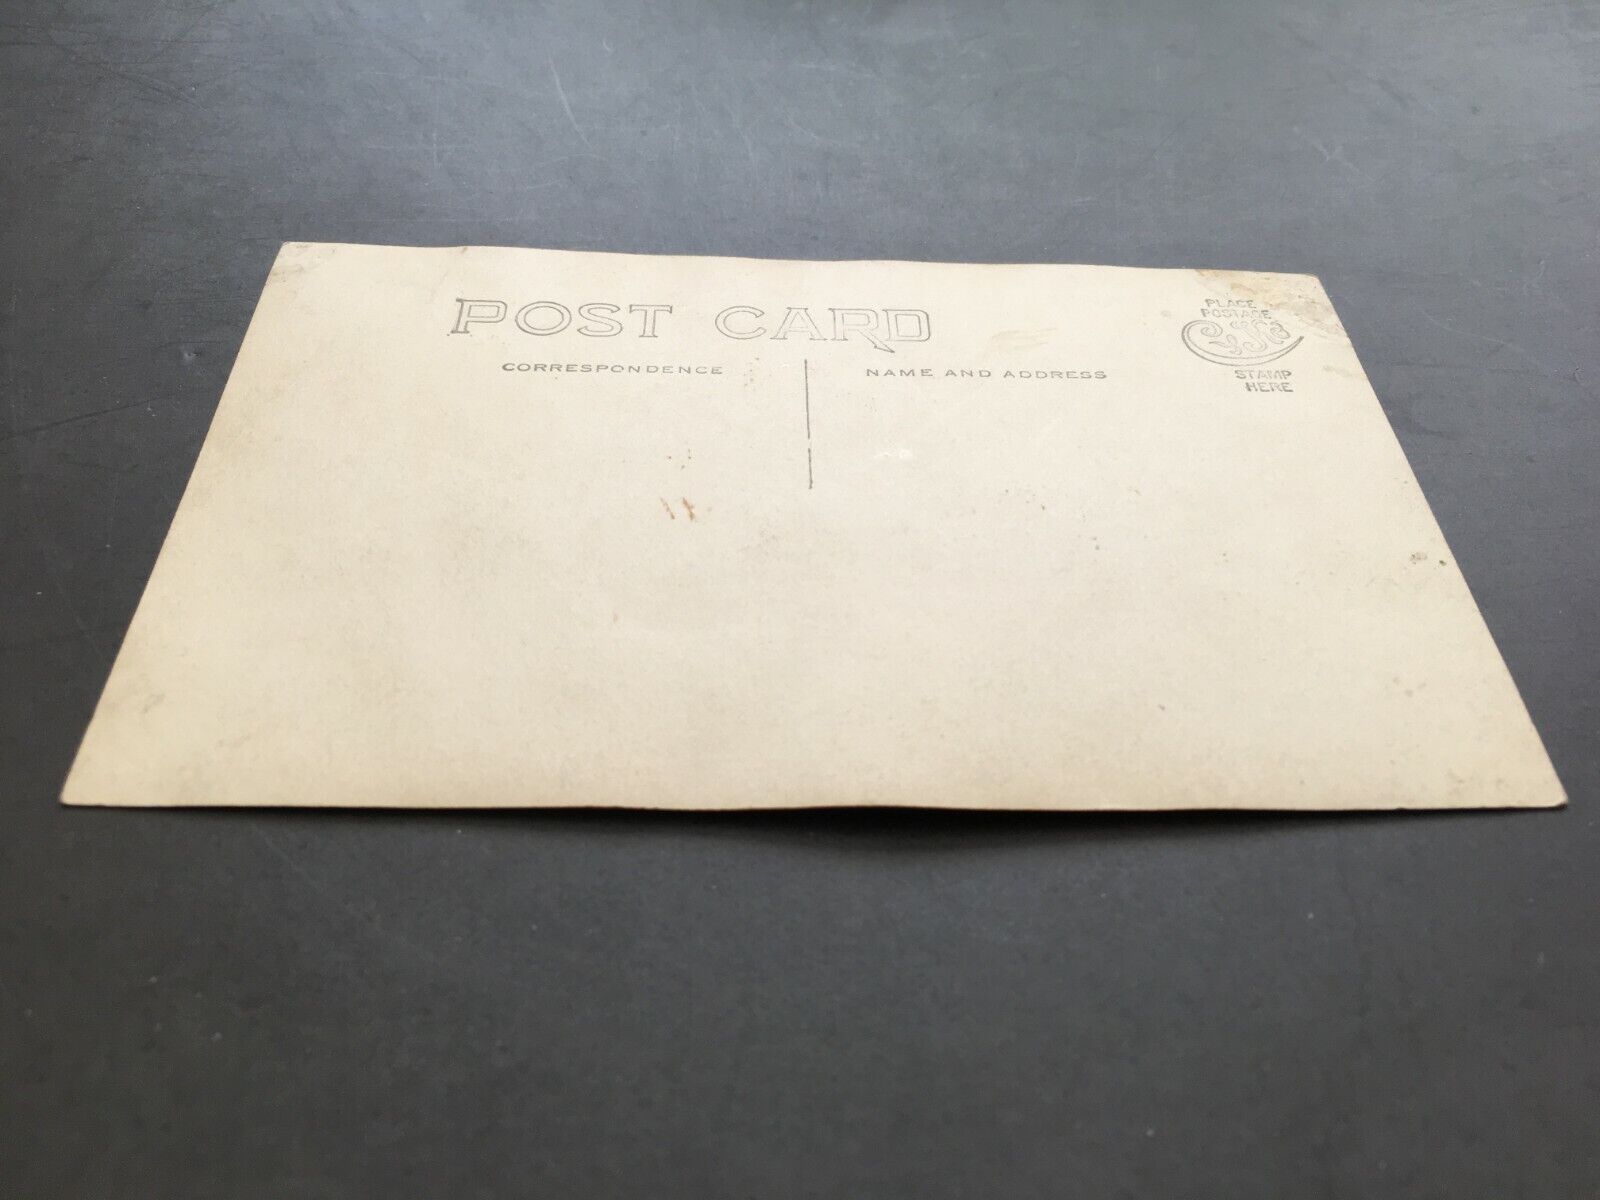 POST CARD
CORRESPONDENCE
NAME AND ADDRESS
PLACE
POSTAGE
STAMP
HERE